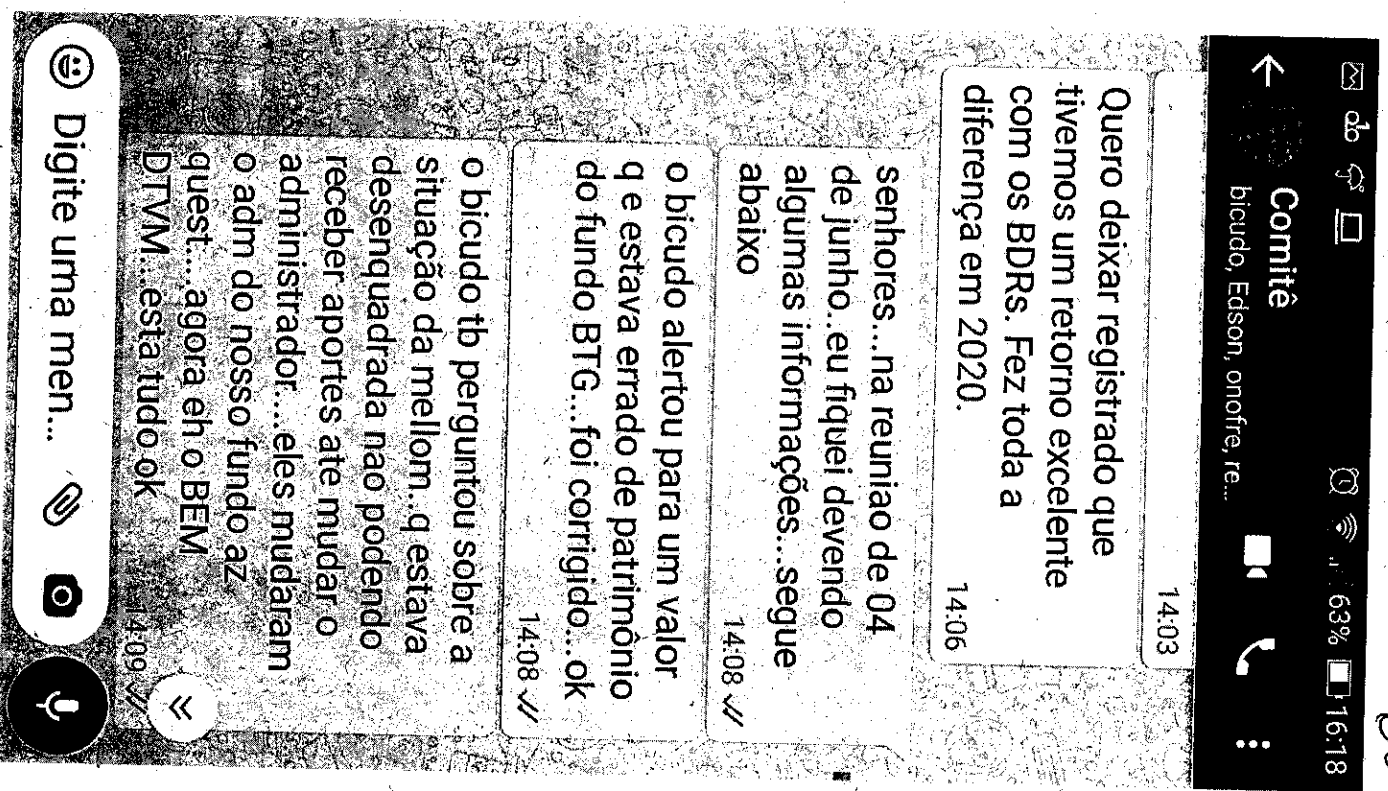 63% 16:18
Comitê
bicudo, Edson, onofre, re...
14:03
Quero deixar registrado que
tivemos um retorno excelente
com os BDRs. Fez toda a
diferença em 2020.
14:06
senhores...na reuniao de 04
de junho..eu fiquei devendo
algumas informações...segue
abaixo
14:08
o bicudo alertou para um valor
q e estava errado de patrimônio
do fundo BTG...foi corrigido...ok
14:08
o bicudo tb perguntou sobre a
situação da mellom..q estava
desenquadrada nao podendo
receber aportes ate mudar o
administrador....eles mudaram
o adm do nosso fundo az
quest....agora eh o BEM
DTVM...esta tudo ok
14:09
Digite uma men...